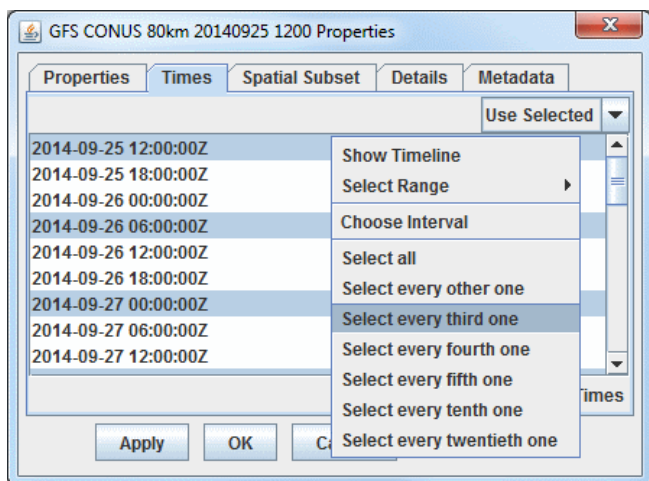 GFS CONUS 80km 20140925 1200 Properties
Properties Times Spatial Subset Details Metadata
Use Selected
2014-09-25 12:00:00Z
2014-09-25 18:00:00Z
2014-09-26 00:00:00Z
2014-09-26 06:00:00Z
2014-09-26 12:00:00Z
2014-09-26 18:00:00Z
2014-09-27 00:00:00Z
2014-09-27 06:00:00Z
2014-09-27 12:00:00Z
Show Timeline
Select Range
Choose Interval
Select all
Select every other one
Select every third one
Select every fourth one
Select every fifth one
Select every tenth one
Select every twentieth one
Apply OK